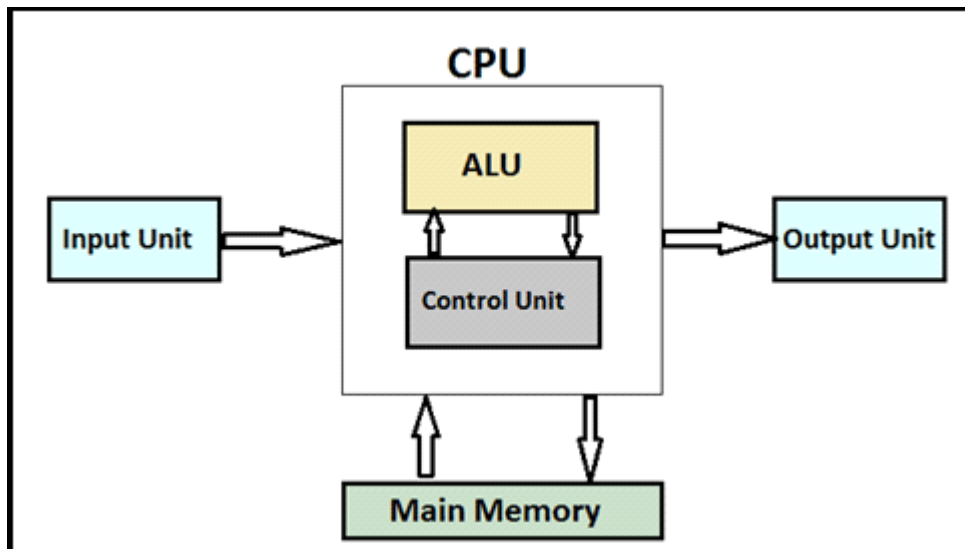 CPU
ALU
Input Unit
Output Unit
Control Unit
Main Memory